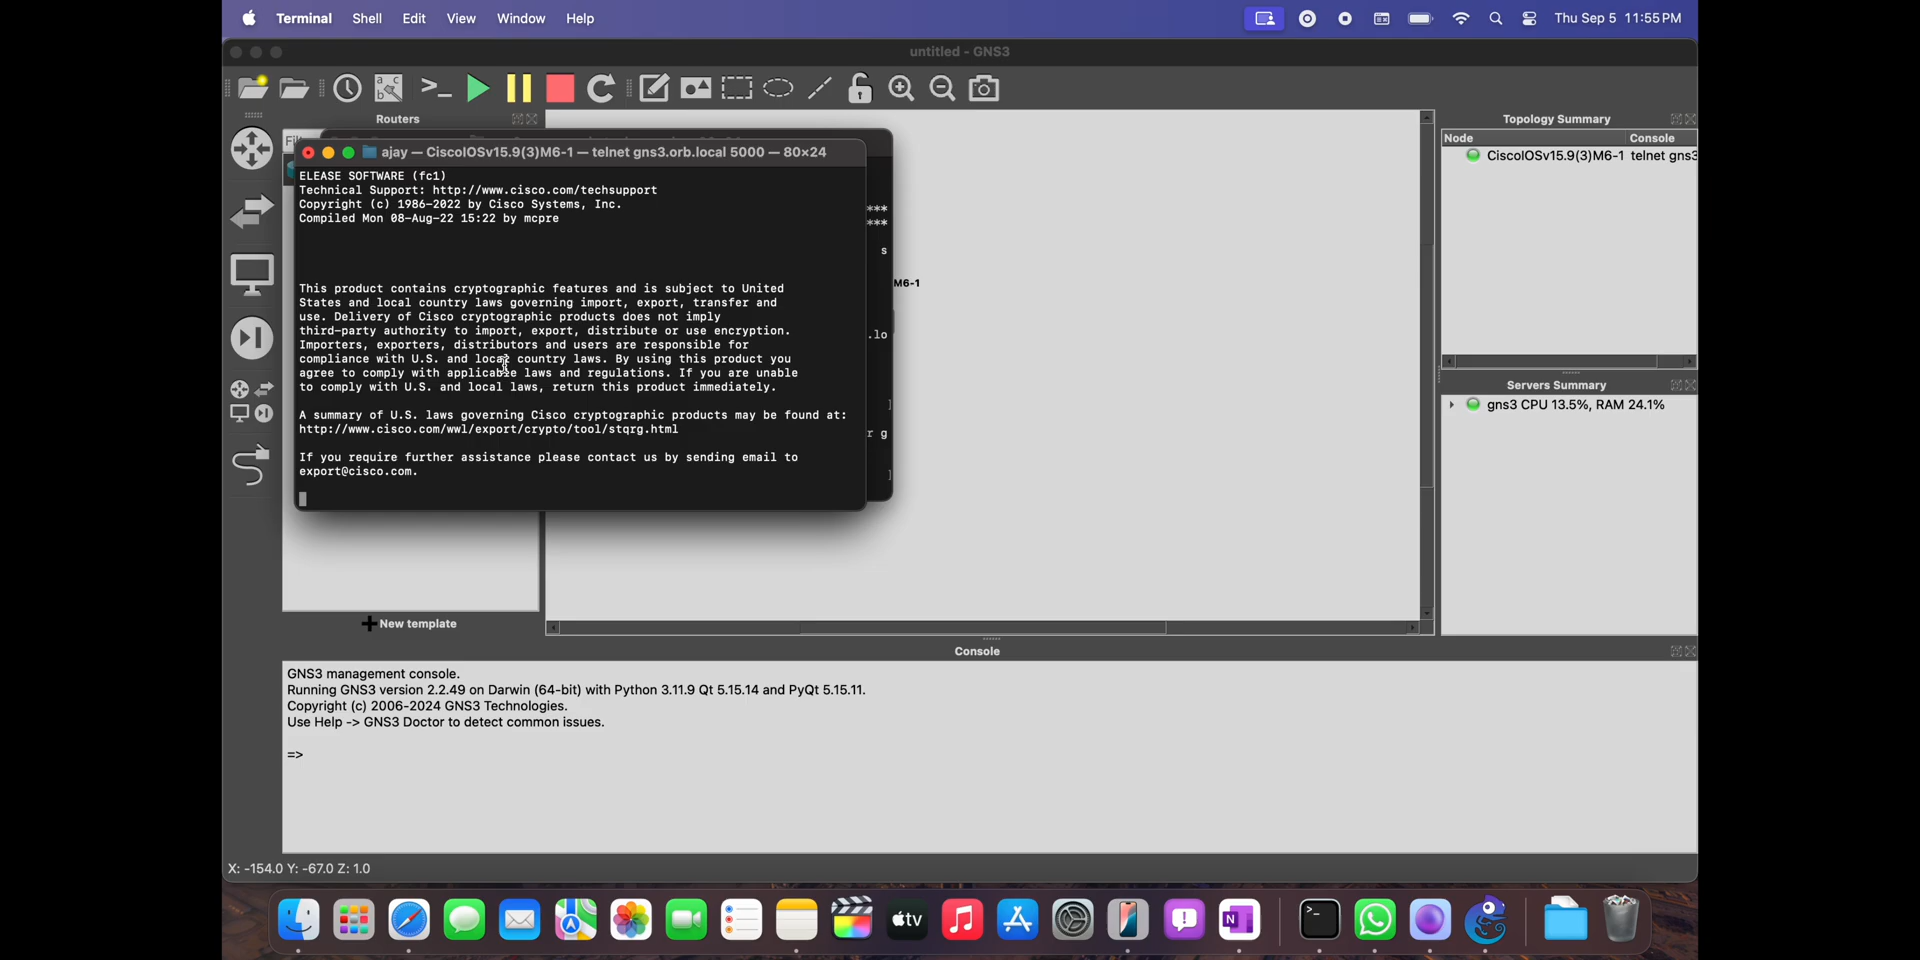 Terminal Shell Edit View Window Help
Thu Sep 5 11:55 PM
untitled - GNS3
Routers
Topology Summary
Node Console
CiscoIOSv15.9(3)M6-1 telnet gns3
ajay — CiscoIOSv15.9(3)M6-1 — telnet gns3.orb.local 5000 — 80×24
ELEASE SOFTWARE (fc1)
Technical Support: http://www.cisco.com/techsupport
Copyright (c) 1986-2022 by Cisco Systems, Inc.
Compiled Mon 08-Aug-22 15:22 by mcpre
This product contains cryptographic features and is subject to United
States and local country laws governing import, export, transfer and
use. Delivery of Cisco cryptographic products does not imply
third-party authority to import, export, distribute or use encryption.
Importers, exporters, distributors and users are responsible for
compliance with U.S. and local country laws. By using this product you
agree to comply with applicable laws and regulations. If you are unable
to comply with U.S. and local laws, return this product immediately.
A summary of U.S. laws governing Cisco cryptographic products may be found at:
http://www.cisco.com/wwl/export/crypto/tool/stqrg.html
If you require further assistance please contact us by sending email to
export@cisco.com.
***
***
s
M6-1
.lo
]
r g
]
Servers Summary
gns3 CPU 13.5%, RAM 24.1%
New template
Console
GNS3 management console.
Running GNS3 version 2.2.49 on Darwin (64-bit) with Python 3.11.9 Qt 5.15.14 and PyQt 5.15.11.
Copyright (c) 2006-2024 GNS3 Technologies.
Use Help -> GNS3 Doctor to detect common issues.
=>
X: -154.0 Y: -67.0 Z: 1.0